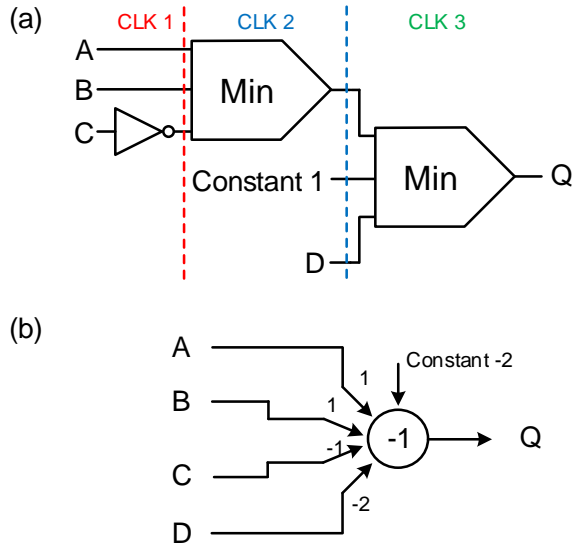 (a)
CLK 1
CLK 2
CLK 3
A
B
C
Min
Constant 1
D
Min
Q
(b)
A
B
C
D
1
1
-1
-2
Constant -2
-1
Q